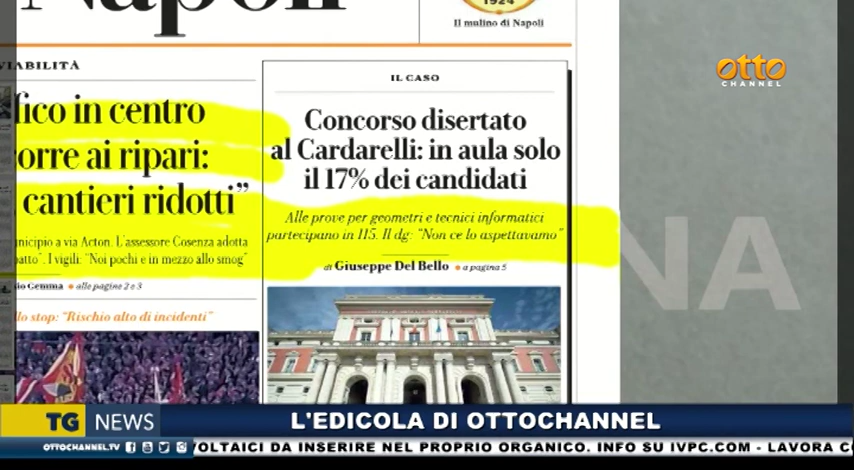 Napoli
1924
Il mulino di Napoli
VIABILITÀ
fico in centro
orre ai ripari:
cantieri ridotti”
unicipio a via Acton. L'assessore Cosenza adotta
patto”. I vigili: “Noi pochi e in mezzo allo smog”
Gemma • alle pagine 2 e 3
lo stop: “Rischio alto di incidenti”
IL CASO
Concorso disertato
al Cardarelli: in aula solo
il 17% dei candidati
Alle prove per geometri e tecnici informatici
partecipano in 115. Il dg: “Non ce lo aspettavamo”
di Giuseppe Del Bello • a pagina 5
otto
CHANNEL
NA
TG NEWS
L'EDICOLA DI OTTOCHANNEL
OTTOCHANNEL.TV
VOLTAICI DA INSERIRE NEL PROPRIO ORGANICO. INFO SU IVPC.COM - LAVORA C